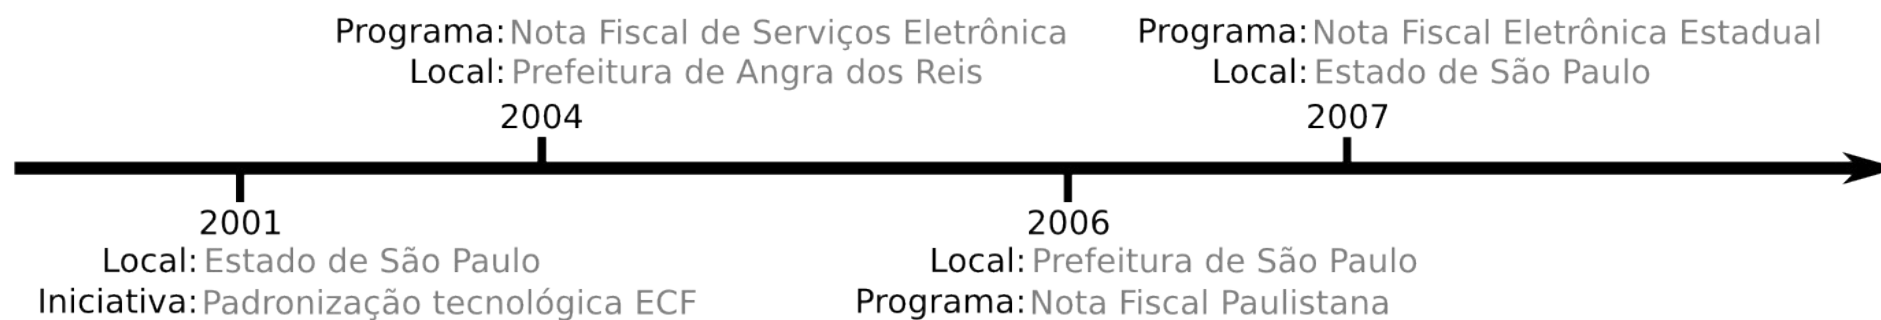 Programa: Nota Fiscal de Serviços Eletrônica
Local: Prefeitura de Angra dos Reis
2004
Programa: Nota Fiscal Eletrônica Estadual
Local: Estado de São Paulo
2007
2001
Local: Estado de São Paulo
Iniciativa: Padronização tecnológica ECF
2006
Local: Prefeitura de São Paulo
Programa: Nota Fiscal Paulistana